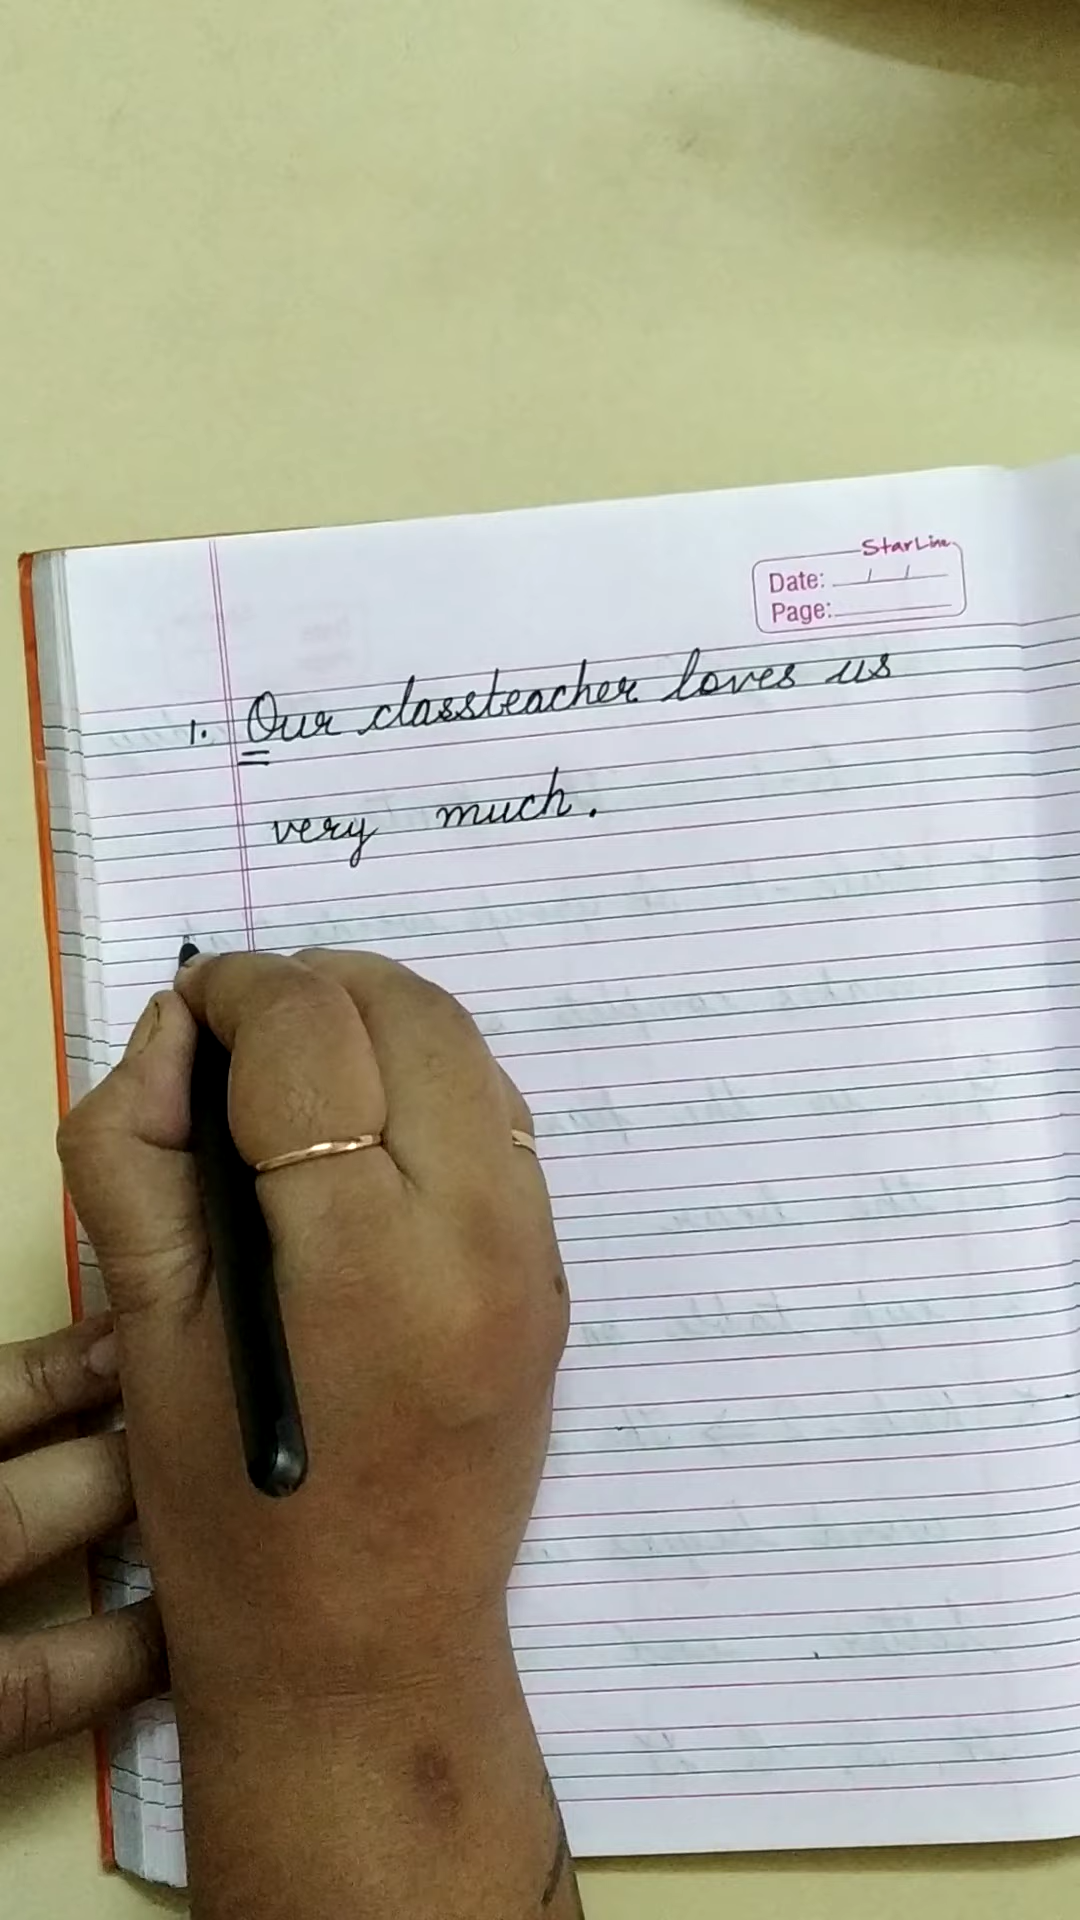 StarLine
Date: / /
Page:
1. Our classteacher loves us
very much.